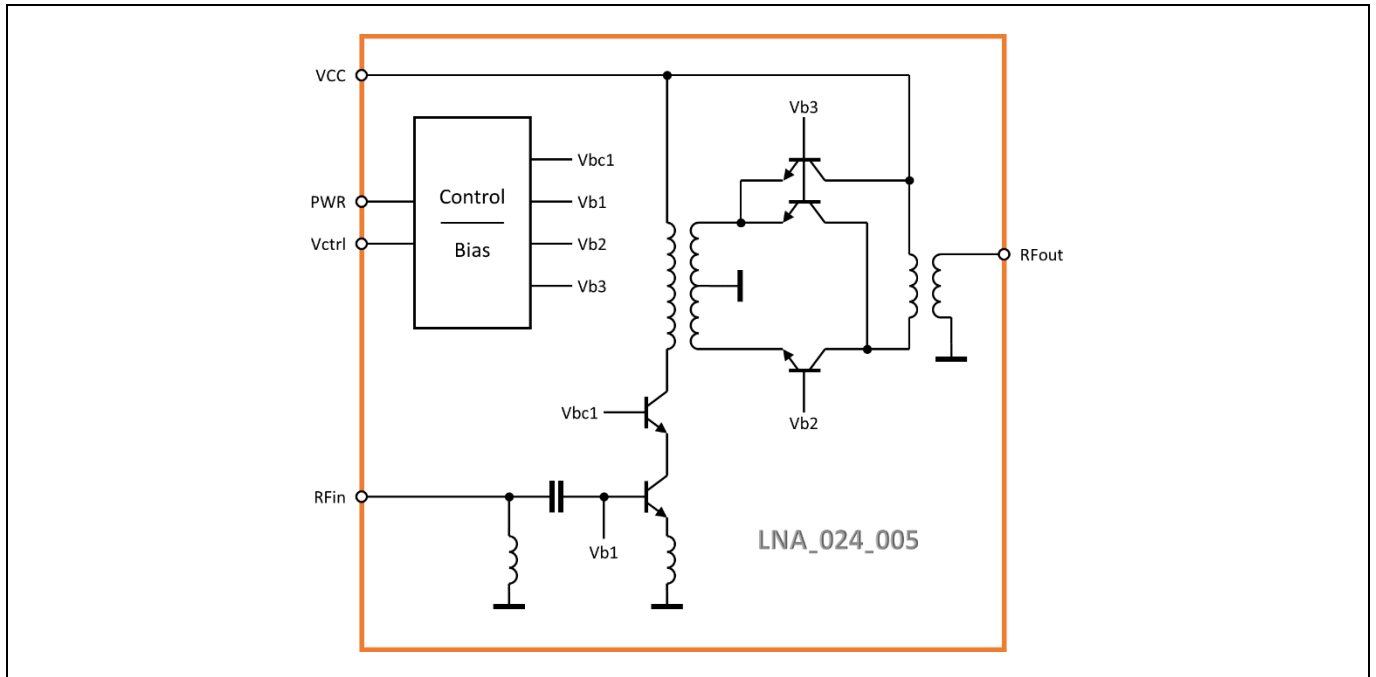 VCC
Vb3
Vbc1
PWR
Control
Vb1
Vctrl
Bias
Vb2
RFout
Vb3
Vbc1
Vb2
RFin
Vb1
LNA_024_005